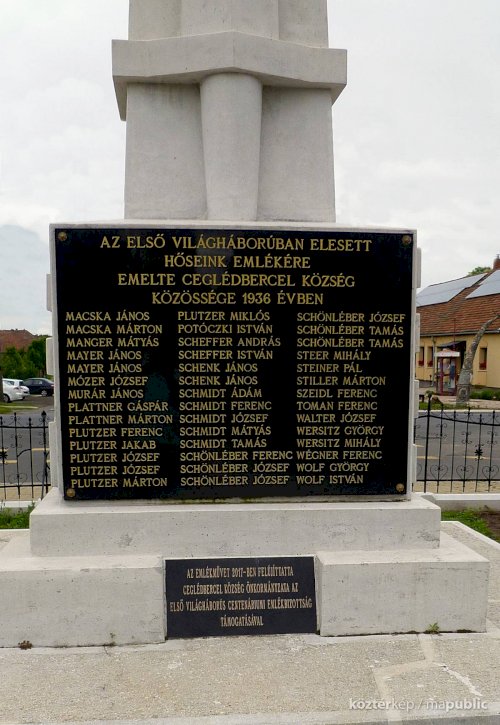 AZ ELSŐ VILÁGHÁBORÚBAN ELESETT
HŐSEINK EMLÉKÉRE
EMELTE CEGLÉDBERCEL KÖZSÉG
KÖZÖSSÉGE 1936 ÉVBEN
MACSKA JÁNOS
MACSKA MÁRTON
MANGER MÁTYÁS
MAYER JÁNOS
MAYER JÁNOS
MÓZER JÓZSEF
MURÁR JÁNOS
PLATTNER GÁSPÁR
PLATTNER MÁRTON
PLUTZER FERENC
PLUTZER JAKAB
PLUTZER JÓZSEF
PLUTZER JÓZSEF
PLUTZER MÁRTON
PLUTZER MIKLÓS
POTÓCZKI ISTVÁN
SCHEFFER ANDRÁS
SCHEFFER ISTVÁN
SCHENK JÁNOS
SCHENK JÁNOS
SCHMIDT ÁDÁM
SCHMIDT FERENC
SCHMIDT JÓZSEF
SCHMIDT MÁTYÁS
SCHMIDT TAMÁS
SCHÖNLÉBER FERENC
SCHÖNLÉBER JÓZSEF
SCHÖNLÉBER JÓZSEF
SCHÖNLÉBER JÓZSEF
SCHÖNLÉBER TAMÁS
SCHÖNLÉBER TAMÁS
STEER MIHÁLY
STEINER PÁL
STILLER MÁRTON
SZEIDL FERENC
TOMAN FERENC
WALTER JÓZSEF
WERSITZ GYÖRGY
WERSITZ MIHÁLY
WÉGNER FERENC
WOLF GYÖRGY
WOLF ISTVÁN
AZ EMLÉKMŰVET 2017-BEN FELÚJÍTTATTA
CEGLÉDBERCEL KÖZSÉG ÖNKORMÁNYZATA AZ
ELSŐ VILÁGHÁBORÚS CENTENÁRIUMI EMLÉKBIZOTTSÁG
TÁMOGATÁSÁVAL
köztérkép / mapublic